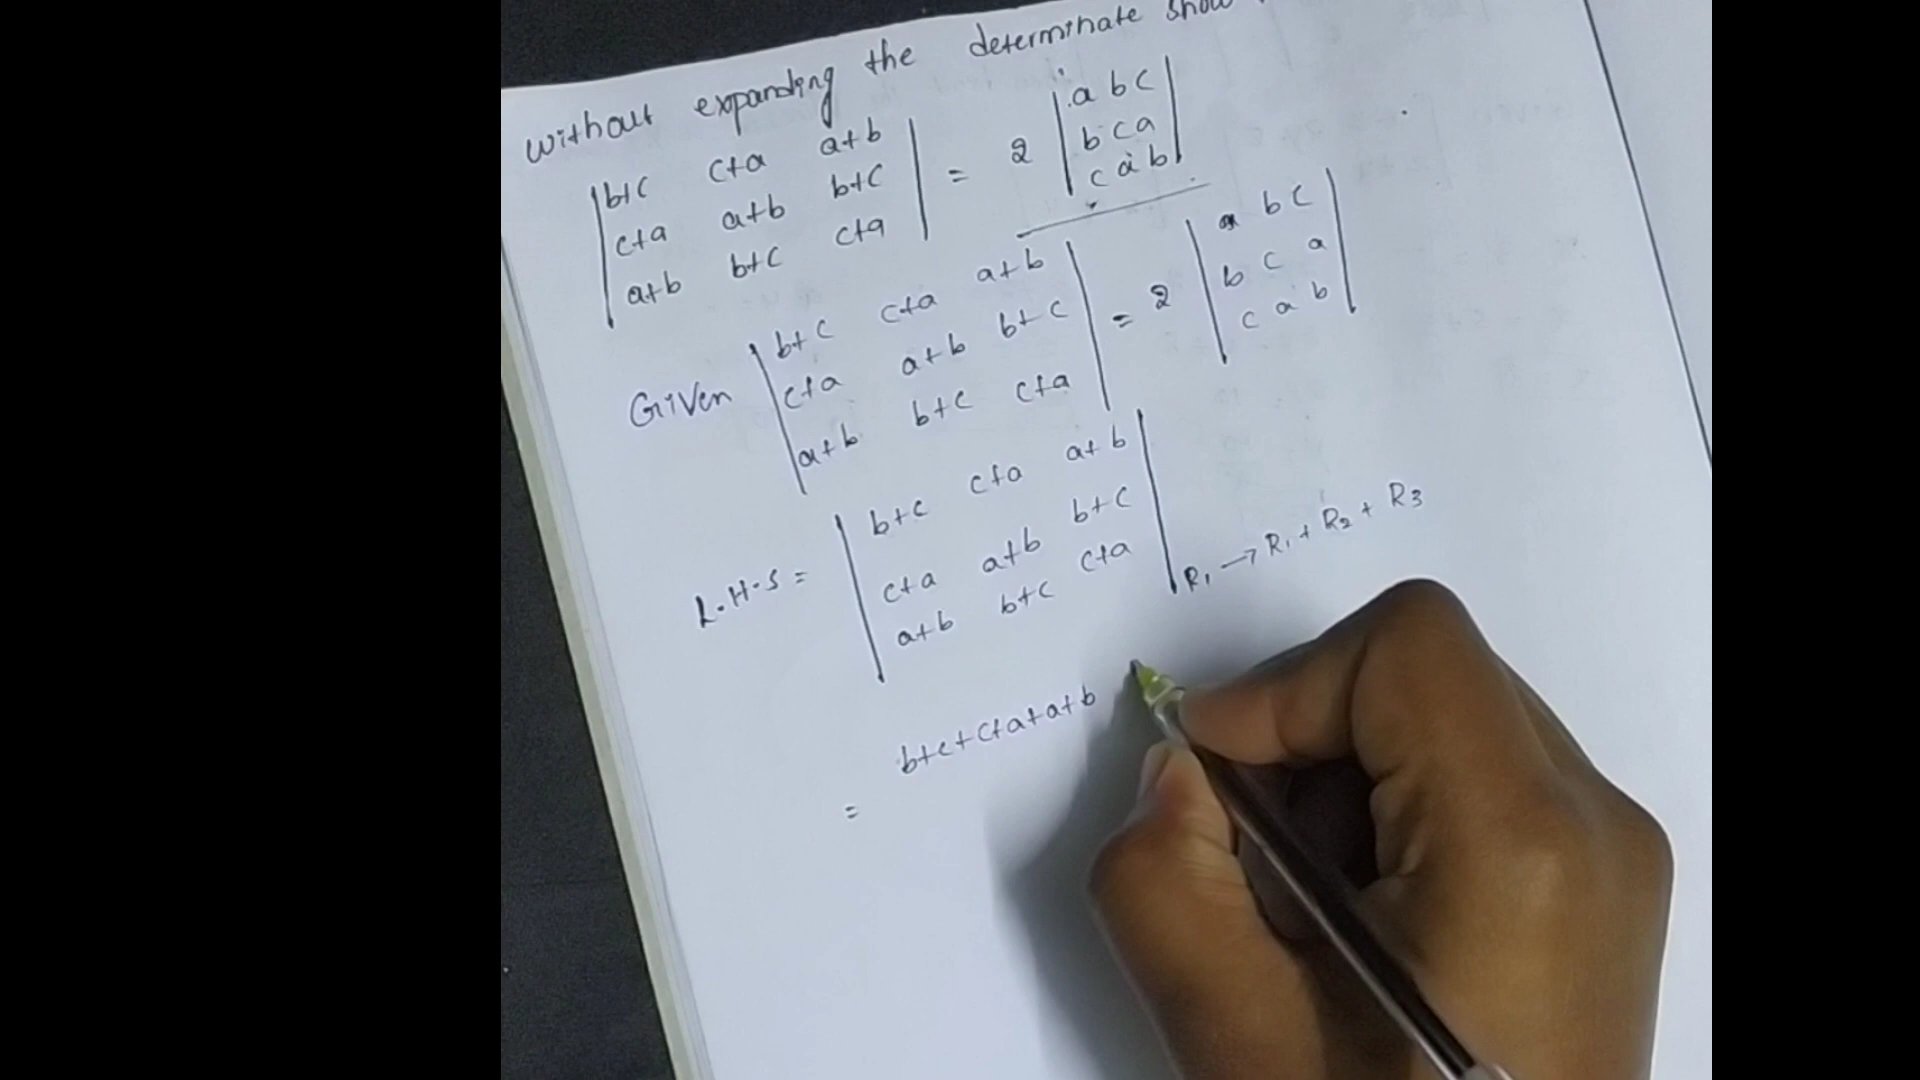 without expanding the determinate show
|b+c c+a a+b| = 2 |a b c|
|c+a a+b b+c| |b c a|
|a+b b+c c+a| |c a b|
Given |b+c c+a a+b| = 2 |a b c|
|c+a a+b b+c| |b c a|
|a+b b+c c+a| |c a b|
L.H.S = |b+c c+a a+b|
|c+a a+b b+c|
|a+b b+c c+a| R₁ → R₁ + R₂ + R₃
= b+c+c+a+a+b